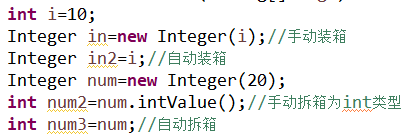 int i=10;
Integer in=new Integer(i);//手动装箱
Integer in2=i;//自动装箱
Integer num=new Integer(20);
int num2=num.intValue();//手动拆箱为int类型
int num3=num;//自动拆箱